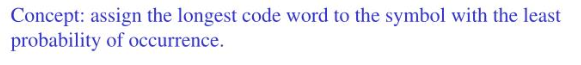 Concept: assign the longest code word to the symbol with the least
probability of occurrence.